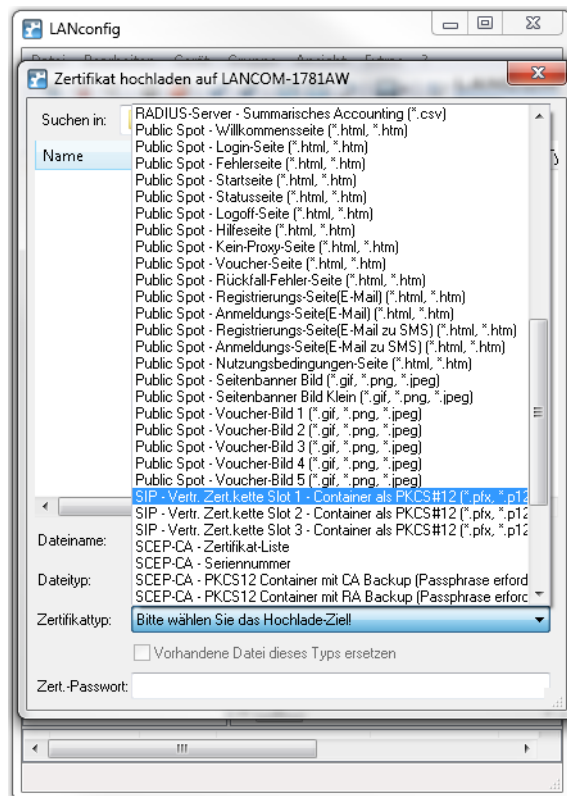 LANconfig
Zertifikat hochladen auf LANCOM-1781AW
Suchen in:
Name
RADIUS-Server - Summarisches Accounting (*.csv)
Public Spot - Willkommensseite (*.html, *.htm)
Public Spot - Login-Seite (*.html, *.htm)
Public Spot - Fehlerseite (*.html, *.htm)
Public Spot - Startseite (*.html, *.htm)
Public Spot - Statusseite (*.html, *.htm)
Public Spot - Logoff-Seite (*.html, *.htm)
Public Spot - Hilfeseite (*.html, *.htm)
Public Spot - Kein-Proxy-Seite (*.html, *.htm)
Public Spot - Voucher-Seite (*.html, *.htm)
Public Spot - Rückfall-Fehler-Seite (*.html, *.htm)
Public Spot - Registrierungs-Seite(E-Mail) (*.html, *.htm)
Public Spot - Anmeldungs-Seite(E-Mail) (*.html, *.htm)
Public Spot - Registrierungs-Seite(E-Mail zu SMS) (*.html, *.htm)
Public Spot - Anmeldungs-Seite(E-Mail zu SMS) (*.html, *.htm)
Public Spot - Nutzungsbedingungen-Seite (*.html, *.htm)
Public Spot - Seitenbanner Bild (*.gif, *.png, *.jpeg)
Public Spot - Seitenbanner Bild Klein (*.gif, *.png, *.jpeg)
Public Spot - Voucher-Bild 1 (*.gif, *.png, *.jpeg)
Public Spot - Voucher-Bild 2 (*.gif, *.png, *.jpeg)
Public Spot - Voucher-Bild 3 (*.gif, *.png, *.jpeg)
Public Spot - Voucher-Bild 4 (*.gif, *.png, *.jpeg)
Public Spot - Voucher-Bild 5 (*.gif, *.png, *.jpeg)
SIP - Vertr. Zert.kette Slot 1 - Container als PKCS#12 (*.pfx, *.p12
SIP - Vertr. Zert.kette Slot 2 - Container als PKCS#12 (*.pfx, *.p12
SIP - Vertr. Zert.kette Slot 3 - Container als PKCS#12 (*.pfx, *.p12
SCEP-CA - Zertifikat-Liste
SCEP-CA - Seriennummer
SCEP-CA - PKCS12 Container mit CA Backup (Passphrase erford
SCEP-CA - PKCS12 Container mit RA Backup (Passphrase erford
Dateiname:
Dateityp:
Zertifikattyp: Bitte wählen Sie das Hochlade-Ziel!
Vorhandene Datei dieses Typs ersetzen
Zert.-Passwort: